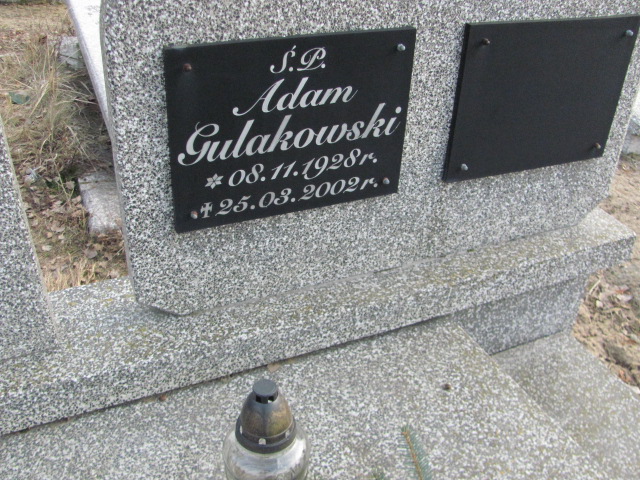 Ś.P.
Adam
Gulakowski
* 08.11.1928r.
✝ 25.03.2002r.